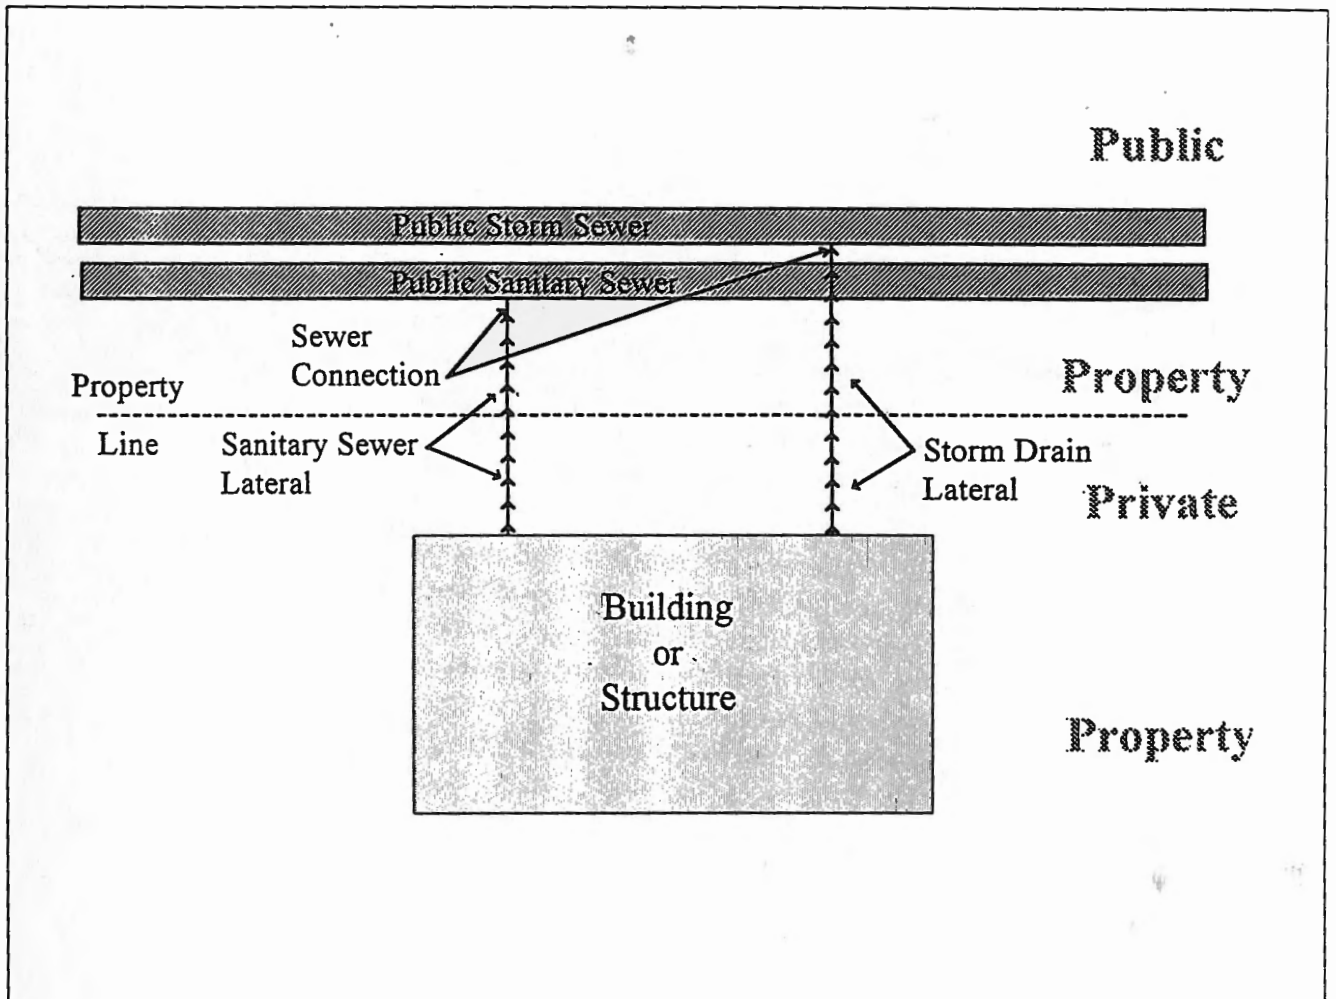 Public
Public Storm Sewer
Public Sanitary Sewer
Sewer
Connection
Property
Property
Line
Sanitary Sewer
Lateral
Storm Drain
Lateral
Private
Building
or
Structure
Property